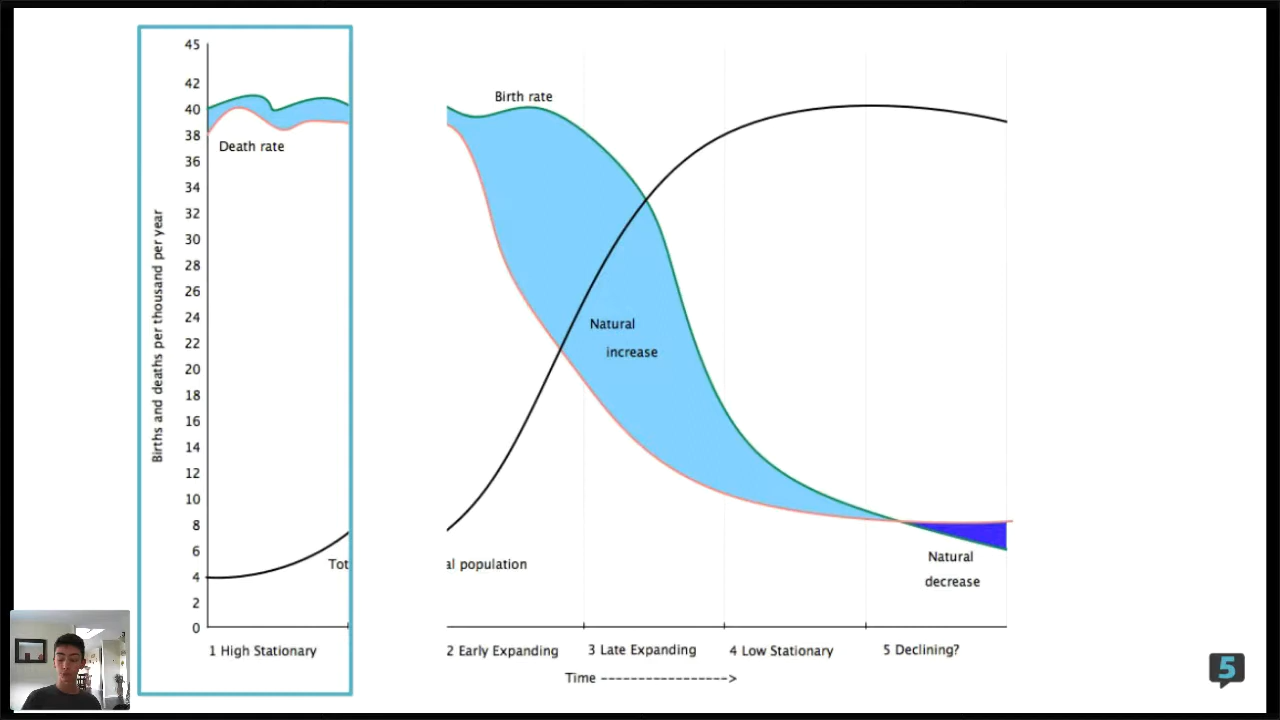 45
42
40
38
36
34
32
30
28
26
24
22
20
18
16
14
12
10
8
6
4
2
0
Births and deaths per thousand per year
Birth rate
Death rate
Natural
increase
Tot
al population
Natural
decrease
1 High Stationary
2 Early Expanding
3 Late Expanding
4 Low Stationary
5 Declining?
Time ----------------->
5